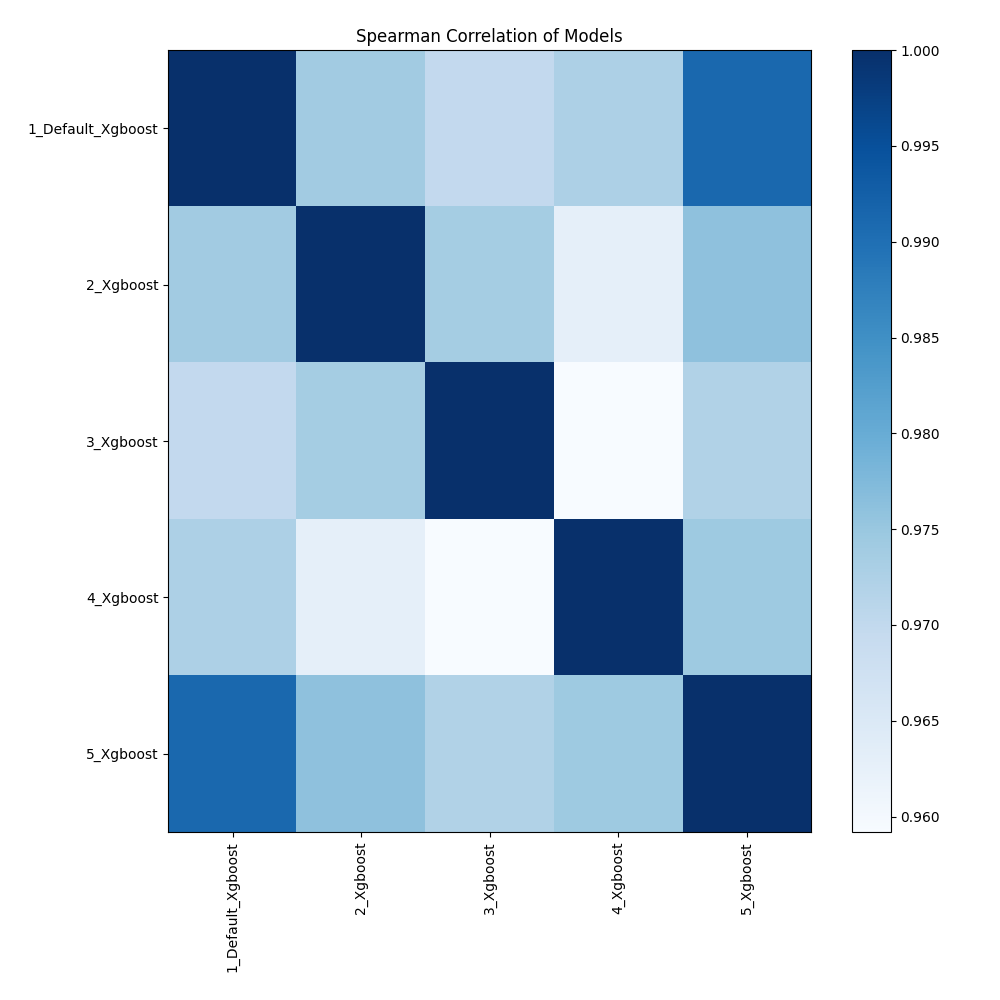 Spearman Correlation of Models
1_Default_Xgboost
2_Xgboost
3_Xgboost
4_Xgboost
5_Xgboost
1_Default_Xgboost
2_Xgboost
3_Xgboost
4_Xgboost
5_Xgboost
1.000
0.995
0.990
0.985
0.980
0.975
0.970
0.965
0.960